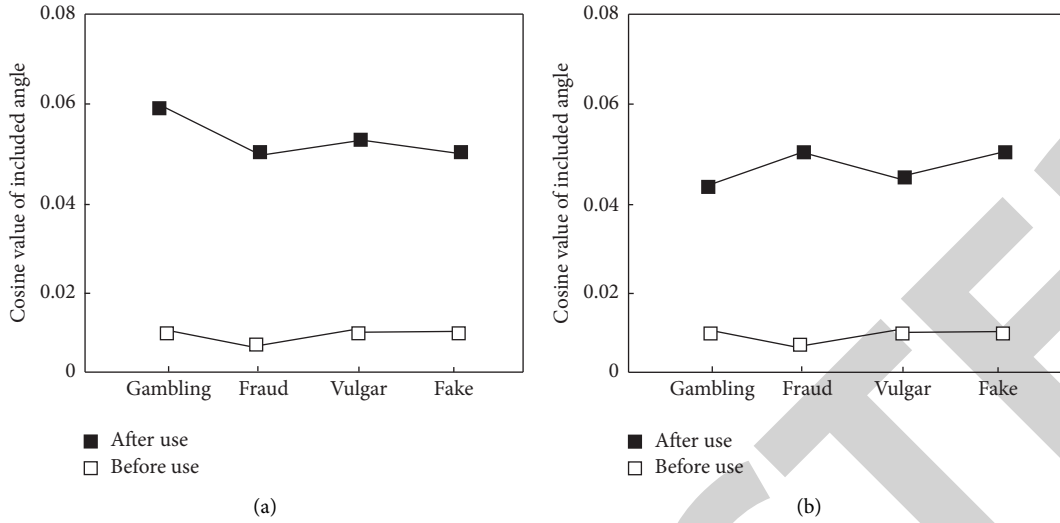 0.08
0.06
0.04
0.02
0
Cosine value of included angle
Gambling Fraud Vulgar Fake
After use
Before use
(a)
0.08
0.06
0.04
0.02
0
Cosine value of included angle
Gambling Fraud Vulgar Fake
After use
Before use
(b)